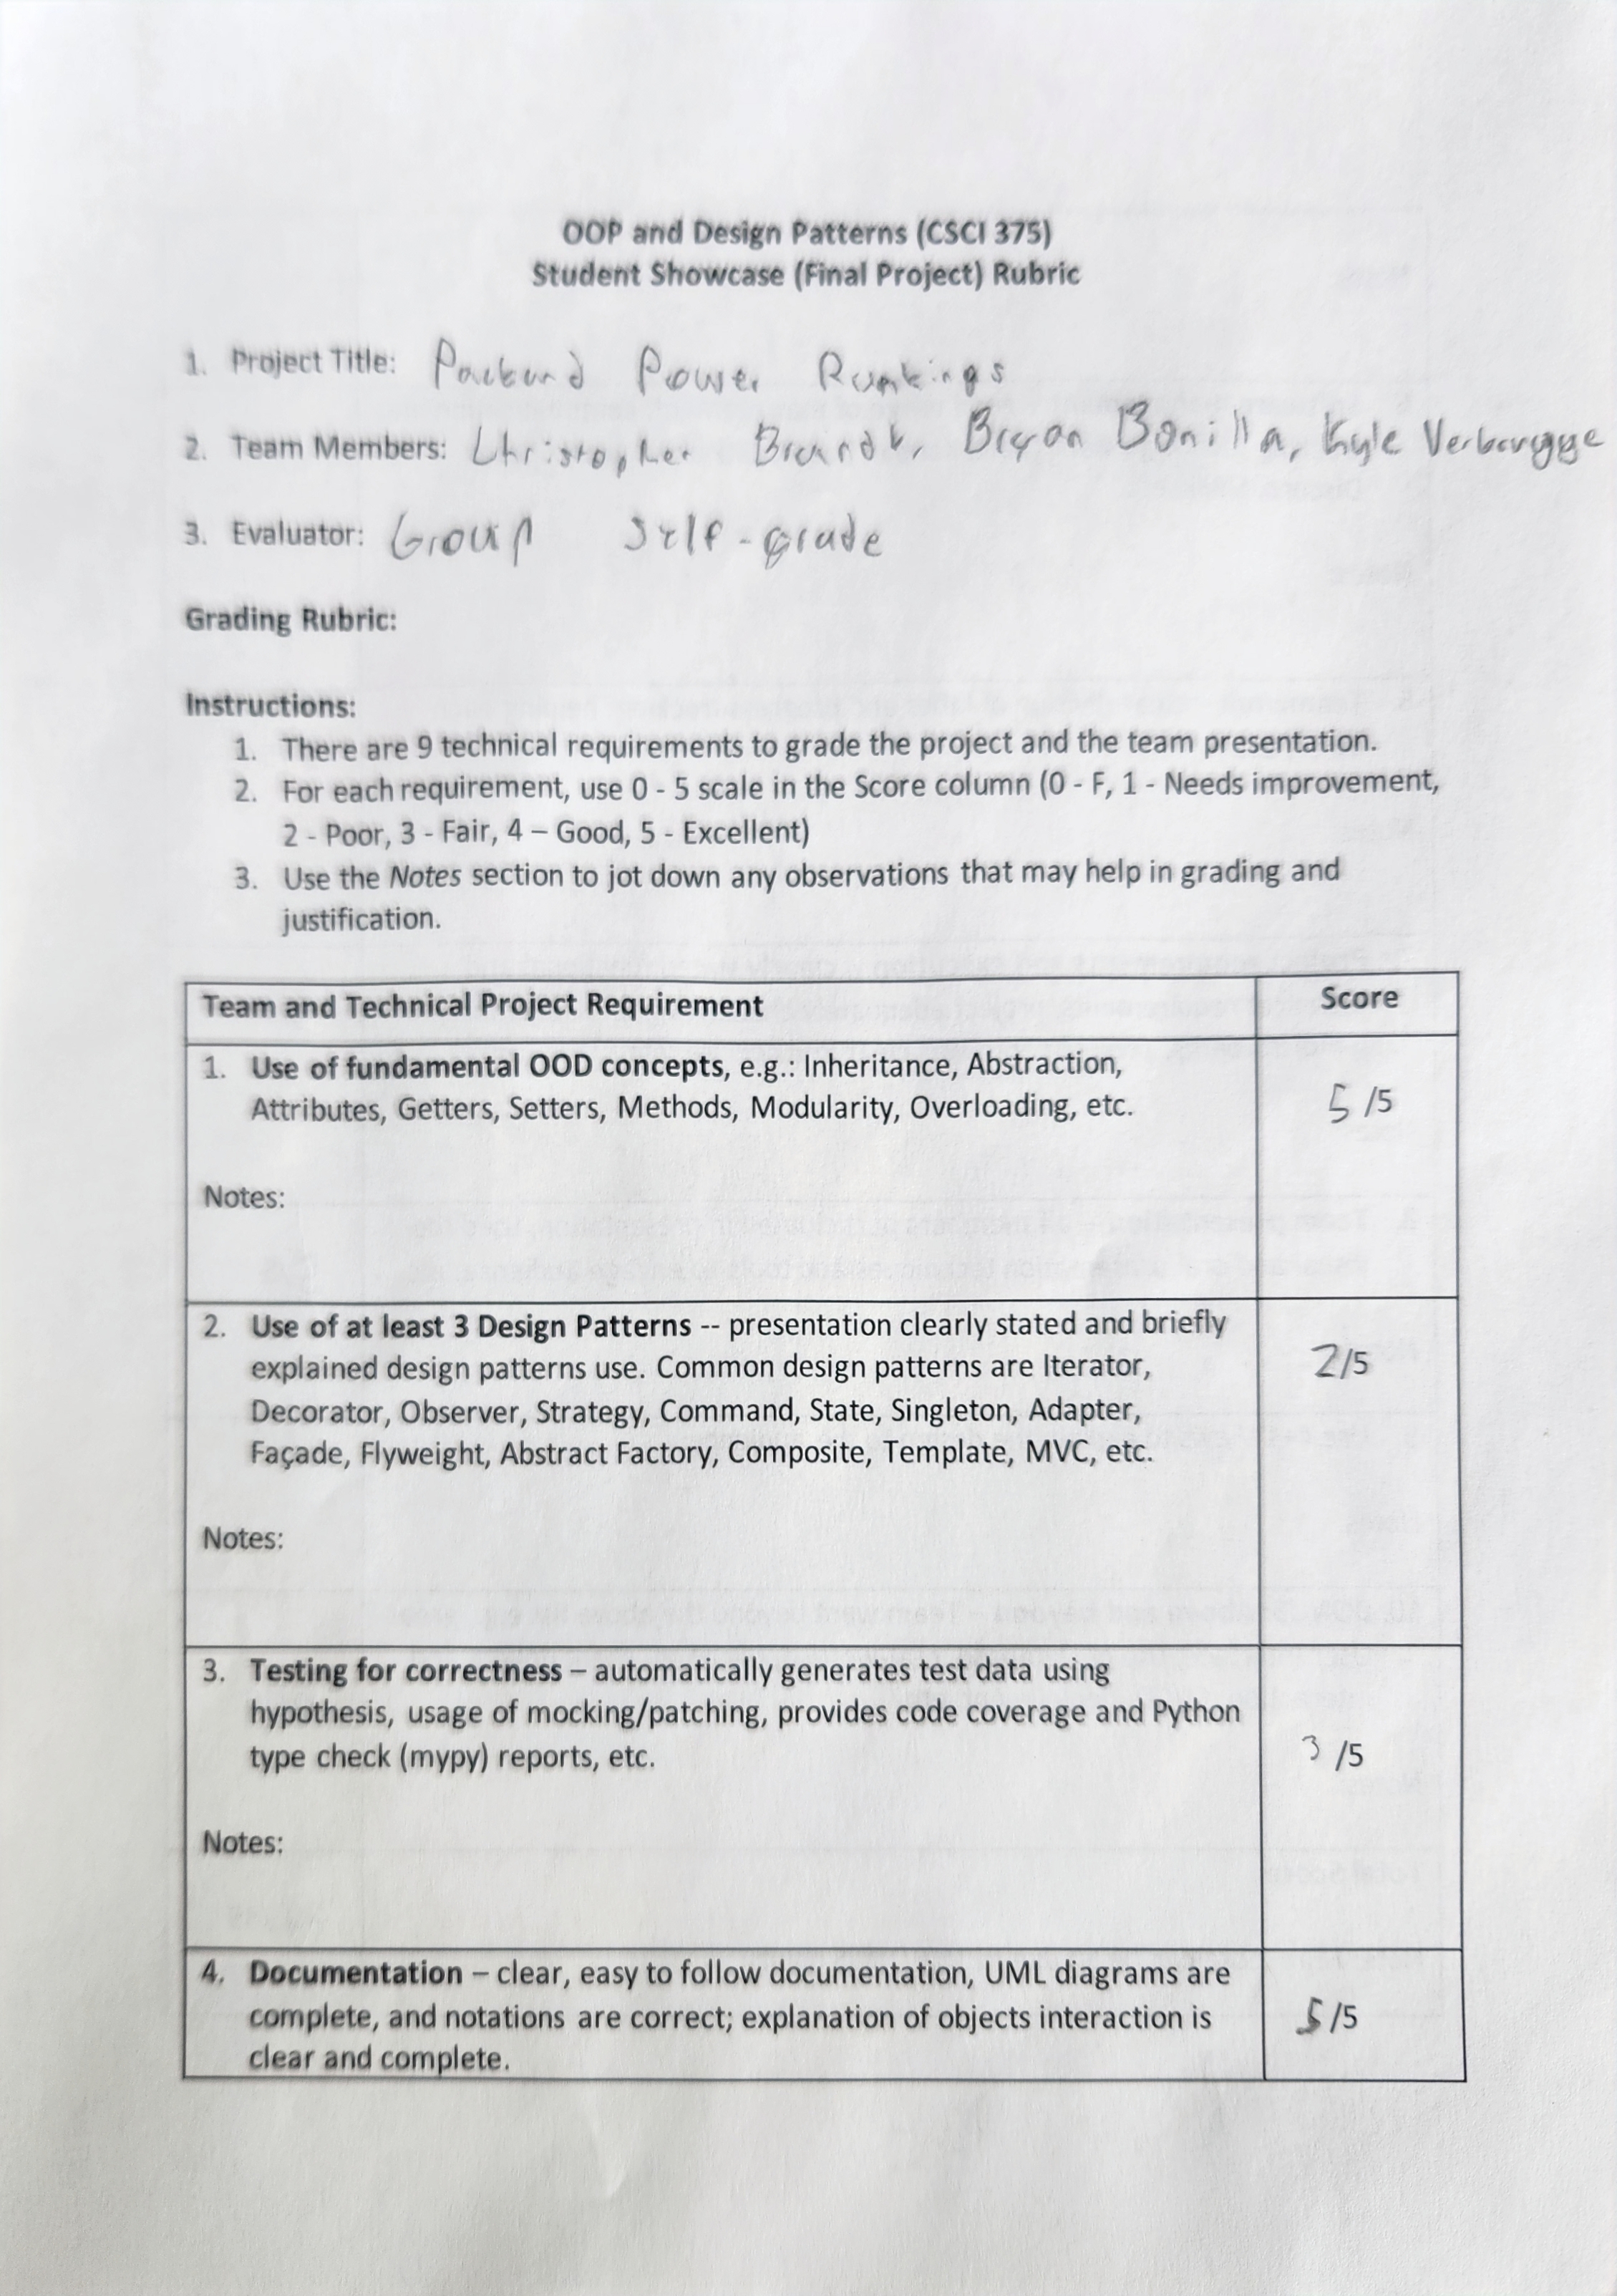 OOP and Design Patterns (CSCI 375)
Student Showcase (Final Project) Rubric
1. Project Title: Power Rankings
2. Team Members: Christopher Brandt, Bryan Bonilla, Kyle
3. Evaluator: Group Self-grade
Grading Rubric:
Instructions:
1. There are 9 technical requirements to grade the project and the team presentation.
2. For each requirement, use 0 - 5 scale in the Score column (0 - F, 1 - Needs improvement,
2 - Poor, 3 - Fair, 4 – Good, 5 - Excellent)
3. Use the Notes section to jot down any observations that may help in grading and
justification.
Team and Technical Project Requirement Score
1. Use of fundamental OOD concepts, e.g.: Inheritance, Abstraction,
Attributes, Getters, Setters, Methods, Modularity, Overloading, etc.
5 /5
Notes:
2. Use of at least 3 Design Patterns -- presentation clearly stated and briefly
explained design patterns use. Common design patterns are Iterator,
2/5
Decorator, Observer, Strategy, Command, State, Singleton, Adapter,
Façade, Flyweight, Abstract Factory, Composite, Template, MVC, etc.
Notes:
3. Testing for correctness – automatically generates test data using
hypothesis, usage of mocking/patching, provides code coverage and Python
type check (mypy) reports, etc.
3 /5
Notes:
4. Documentation – clear, easy to follow documentation, UML diagrams are
complete, and notations are correct; explanation of objects interaction is
5/5
clear and complete.